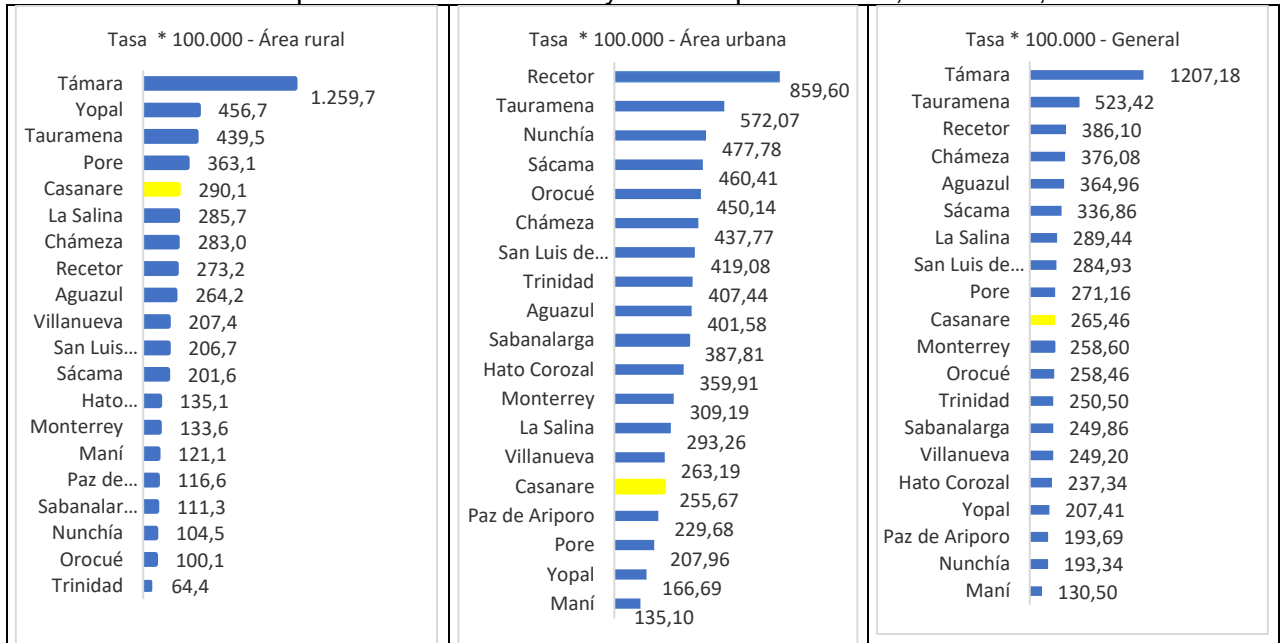 Tasa * 100.000 - Área rural
Támara 1.259,7
Yopal 456,7
Tauramena 439,5
Pore 363,1
Casanare 290,1
La Salina 285,7
Chámeza 283,0
Recetor 273,2
Aguazul 264,2
Villanueva 207,4
San Luis... 206,7
Sácama 201,6
Hato... 135,1
Monterrey 133,6
Maní 121,1
Paz de... 116,6
Sabanalar... 111,3
Nunchía 104,5
Orocué 100,1
Trinidad 64,4
Tasa * 100.000 - Área urbana
Recetor 859,60
Tauramena 572,07
Nunchía 477,78
Sácama 460,41
Orocué 450,14
Chámeza 437,77
San Luis de... 419,08
Trinidad 407,44
Aguazul 401,58
Sabanalarga 387,81
Hato Corozal 359,91
Monterrey 309,19
La Salina 293,26
Villanueva 263,19
Casanare 255,67
Paz de Ariporo 229,68
Pore 207,96
Yopal 166,69
Maní 135,10
Tasa * 100.000 - General
Támara 1207,18
Tauramena 523,42
Recetor 386,10
Chámeza 376,08
Aguazul 364,96
Sácama 336,86
La Salina 289,44
San Luis de... 284,93
Pore 271,16
Casanare 265,46
Monterrey 258,60
Orocué 258,46
Trinidad 250,50
Sabanalarga 249,86
Villanueva 249,20
Hato Corozal 237,34
Yopal 207,41
Paz de Ariporo 193,69
Nunchía 193,34
Maní 130,50